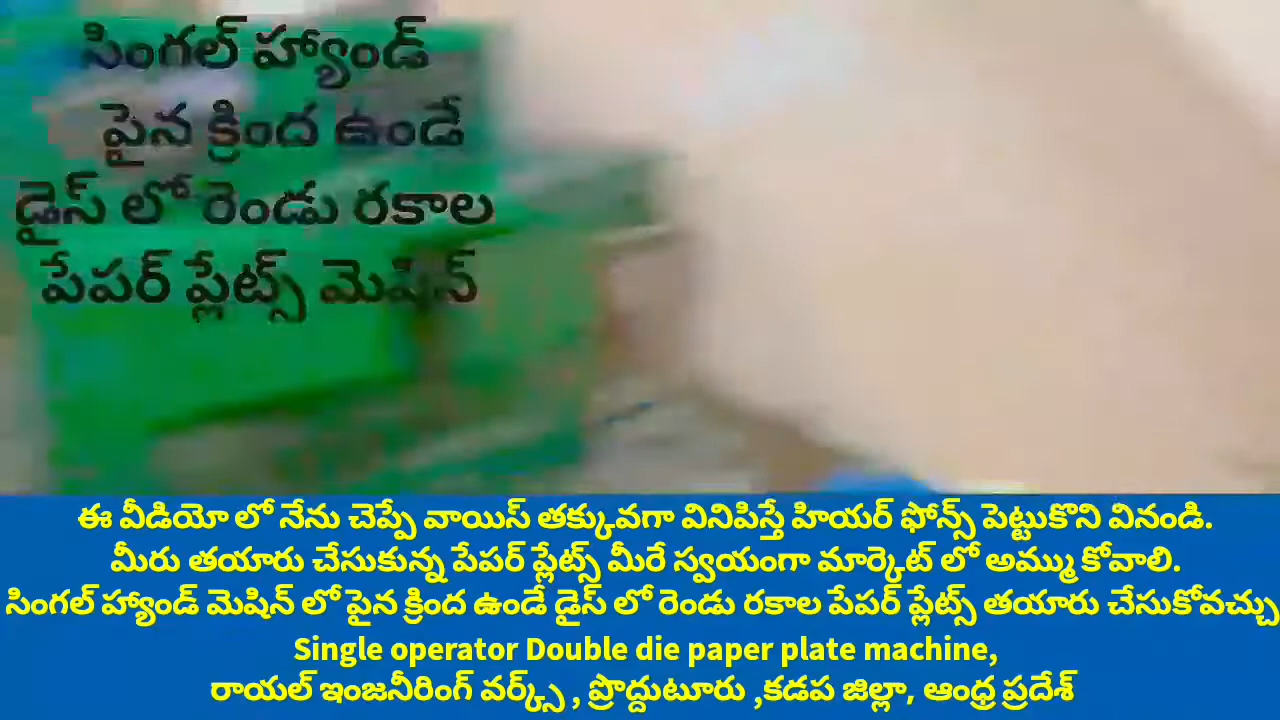 సింగల్ హ్యాండ్
పైన క్రింద ఉండే
డైస్ లో రెండు రకాల
పేపర్ ప్లేట్స్ మెషిన్
ఈ వీడియో లో నేను చెప్పే వాయిస్ తక్కువగా వినిపిస్తే హియర్ ఫోన్స్ పెట్టుకొని వినండి.
మీరు తయారు చేసుకున్న పేపర్ ప్లేట్స్ మీరే స్వయంగా మార్కెట్ లో అమ్ము కోవాలి.
సింగల్ హ్యాండ్ మెషిన్ లో పైన క్రింద ఉండే డైస్ లో రెండు రకాల పేపర్ ప్లేట్స్ తయారు చేసుకోవచ్చు
Single operator Double die paper plate machine,
రాయల్ ఇంజనీరింగ్ వర్క్స్ , ప్రొద్దుటూరు ,కడప జిల్లా, ఆంధ్ర ప్రదేశ్